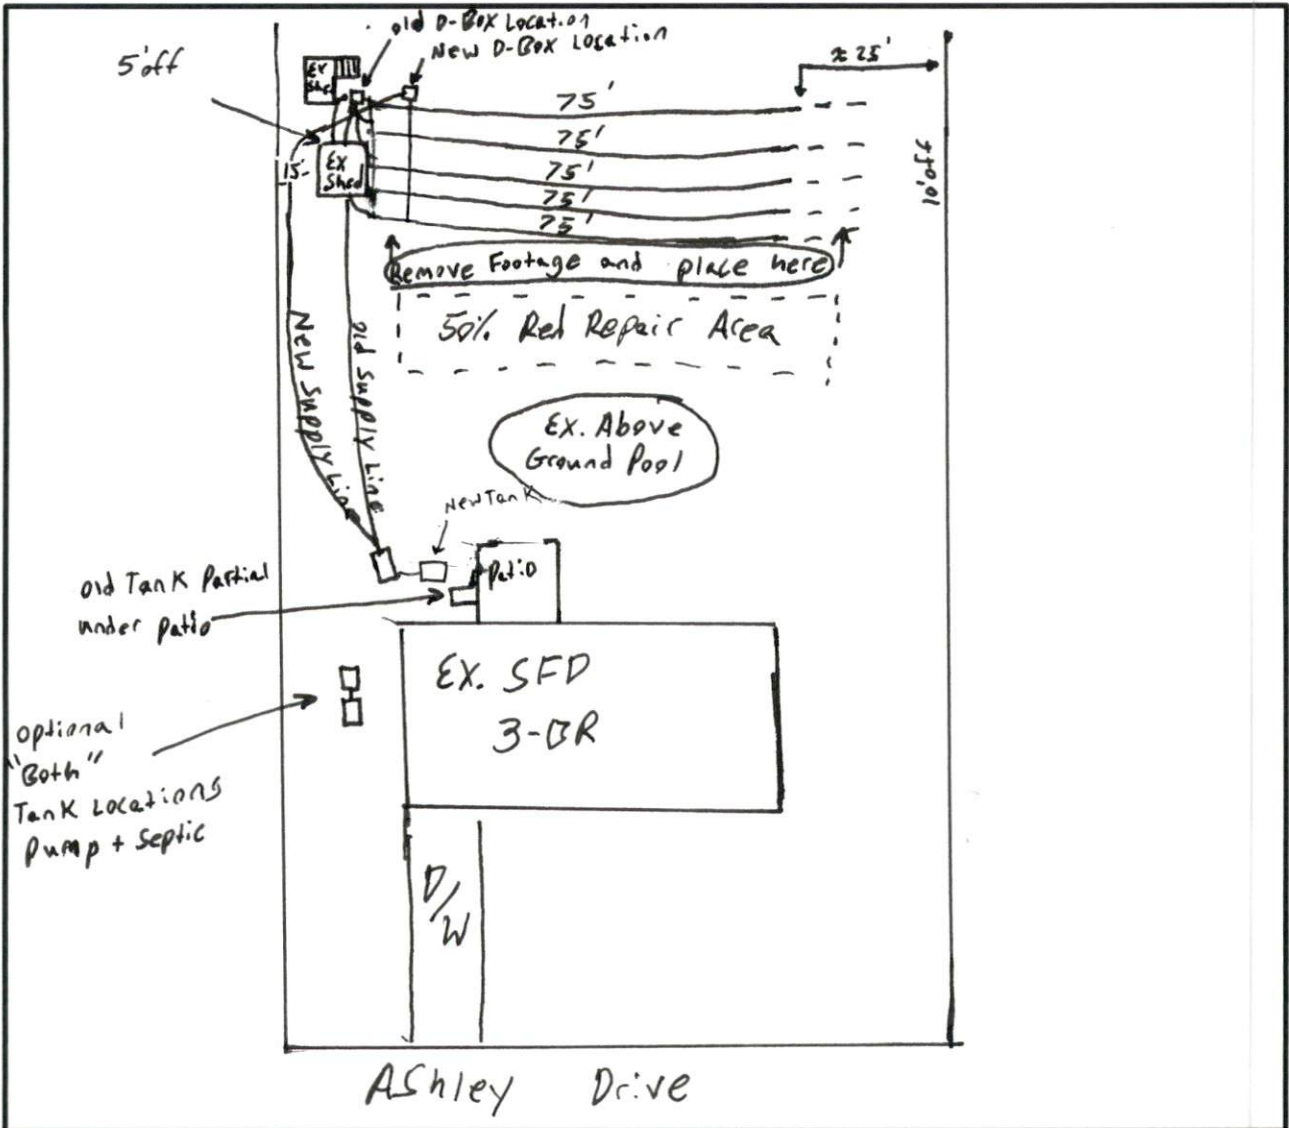 old D-Box Location
New D-Box Location
5'off
≈ 25'
Ex
Shed
75'
75'
75'
75'
75'
15'
Ex
Shed
10'off
Remove Footage and place here
50% Red Repair Area
New Supply Line
old Supply Line
Ex. Above
Ground Pool
New Tank
Patio
old Tank Partial
under patio
EX. SFD
3-BR
optional
"Both"
Tank Locations
Pump + Septic
D/W
Ashley Drive